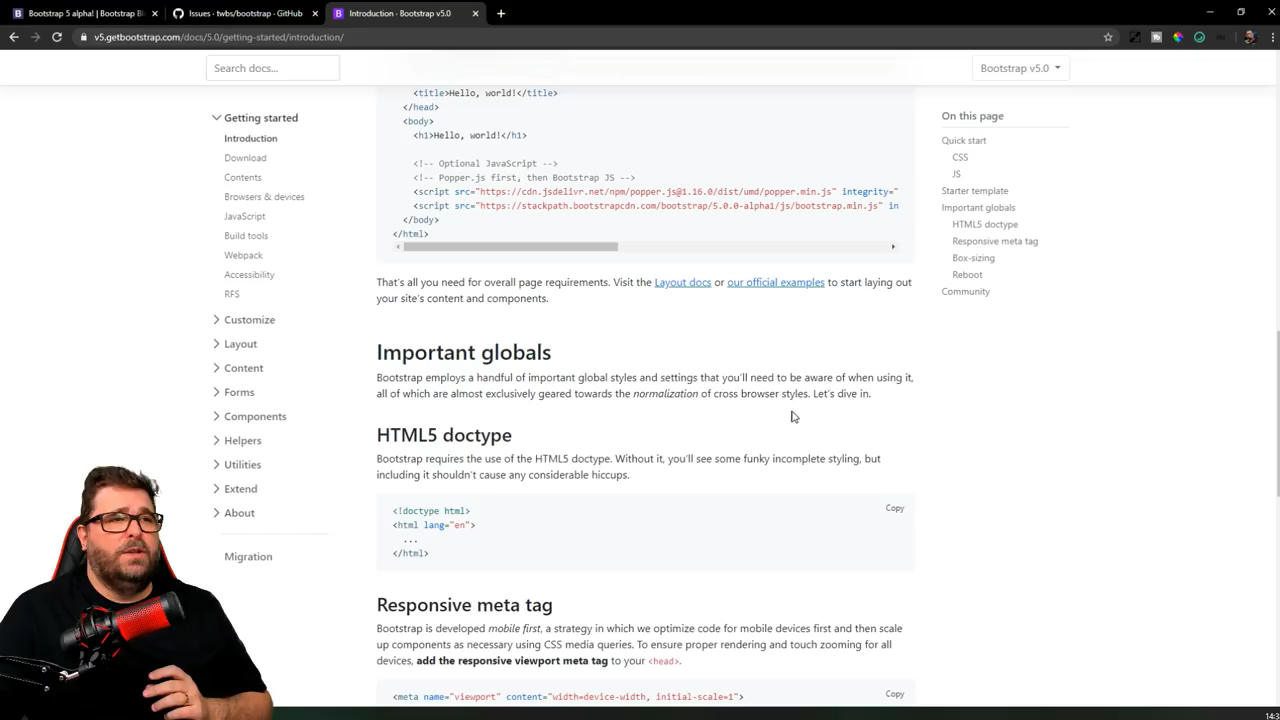 Bootstrap 5 alpha! | Bootstrap Bl
Issues · twbs/bootstrap · GitHub
Introduction · Bootstrap v5.0
v5.getbootstrap.com/docs/5.0/getting-started/introduction/
Search docs...
Bootstrap v5.0
Getting started
Introduction
Download
Contents
Browsers & devices
JavaScript
Build tools
Webpack
Accessibility
RFS
Customize
Layout
Content
Forms
Components
Helpers
Utilities
Extend
About
Migration
<title>Hello, world!</title>
</head>
<body>
<h1>Hello, world!</h1>
<!-- Optional JavaScript -->
<!-- Popper.js first, then Bootstrap JS -->
<script src="https://cdn.jsdelivr.net/npm/popper.js@1.16.0/dist/umd/popper.min.js" integrity="
<script src="https://stackpath.bootstrapcdn.com/bootstrap/5.0.0-alpha1/js/bootstrap.min.js" in
</body>
</html>
That's all you need for overall page requirements. Visit the Layout docs or our official examples to start laying out
your site's content and components.
Important globals
Bootstrap employs a handful of important global styles and settings that you'll need to be aware of when using it,
all of which are almost exclusively geared towards the normalization of cross browser styles. Let's dive in.
HTML5 doctype
Bootstrap requires the use of the HTML5 doctype. Without it, you'll see some funky incomplete styling, but
including it shouldn't cause any considerable hiccups.
Copy
<!doctype html>
<html lang="en">
...
</html>
Responsive meta tag
Bootstrap is developed mobile first, a strategy in which we optimize code for mobile devices first and then scale
up components as necessary using CSS media queries. To ensure proper rendering and touch zooming for all
devices, add the responsive viewport meta tag to your <head>.
Copy
<meta name="viewport" content="width=device-width, initial-scale=1">
On this page
Quick start
CSS
JS
Starter template
Important globals
HTML5 doctype
Responsive meta tag
Box-sizing
Reboot
Community